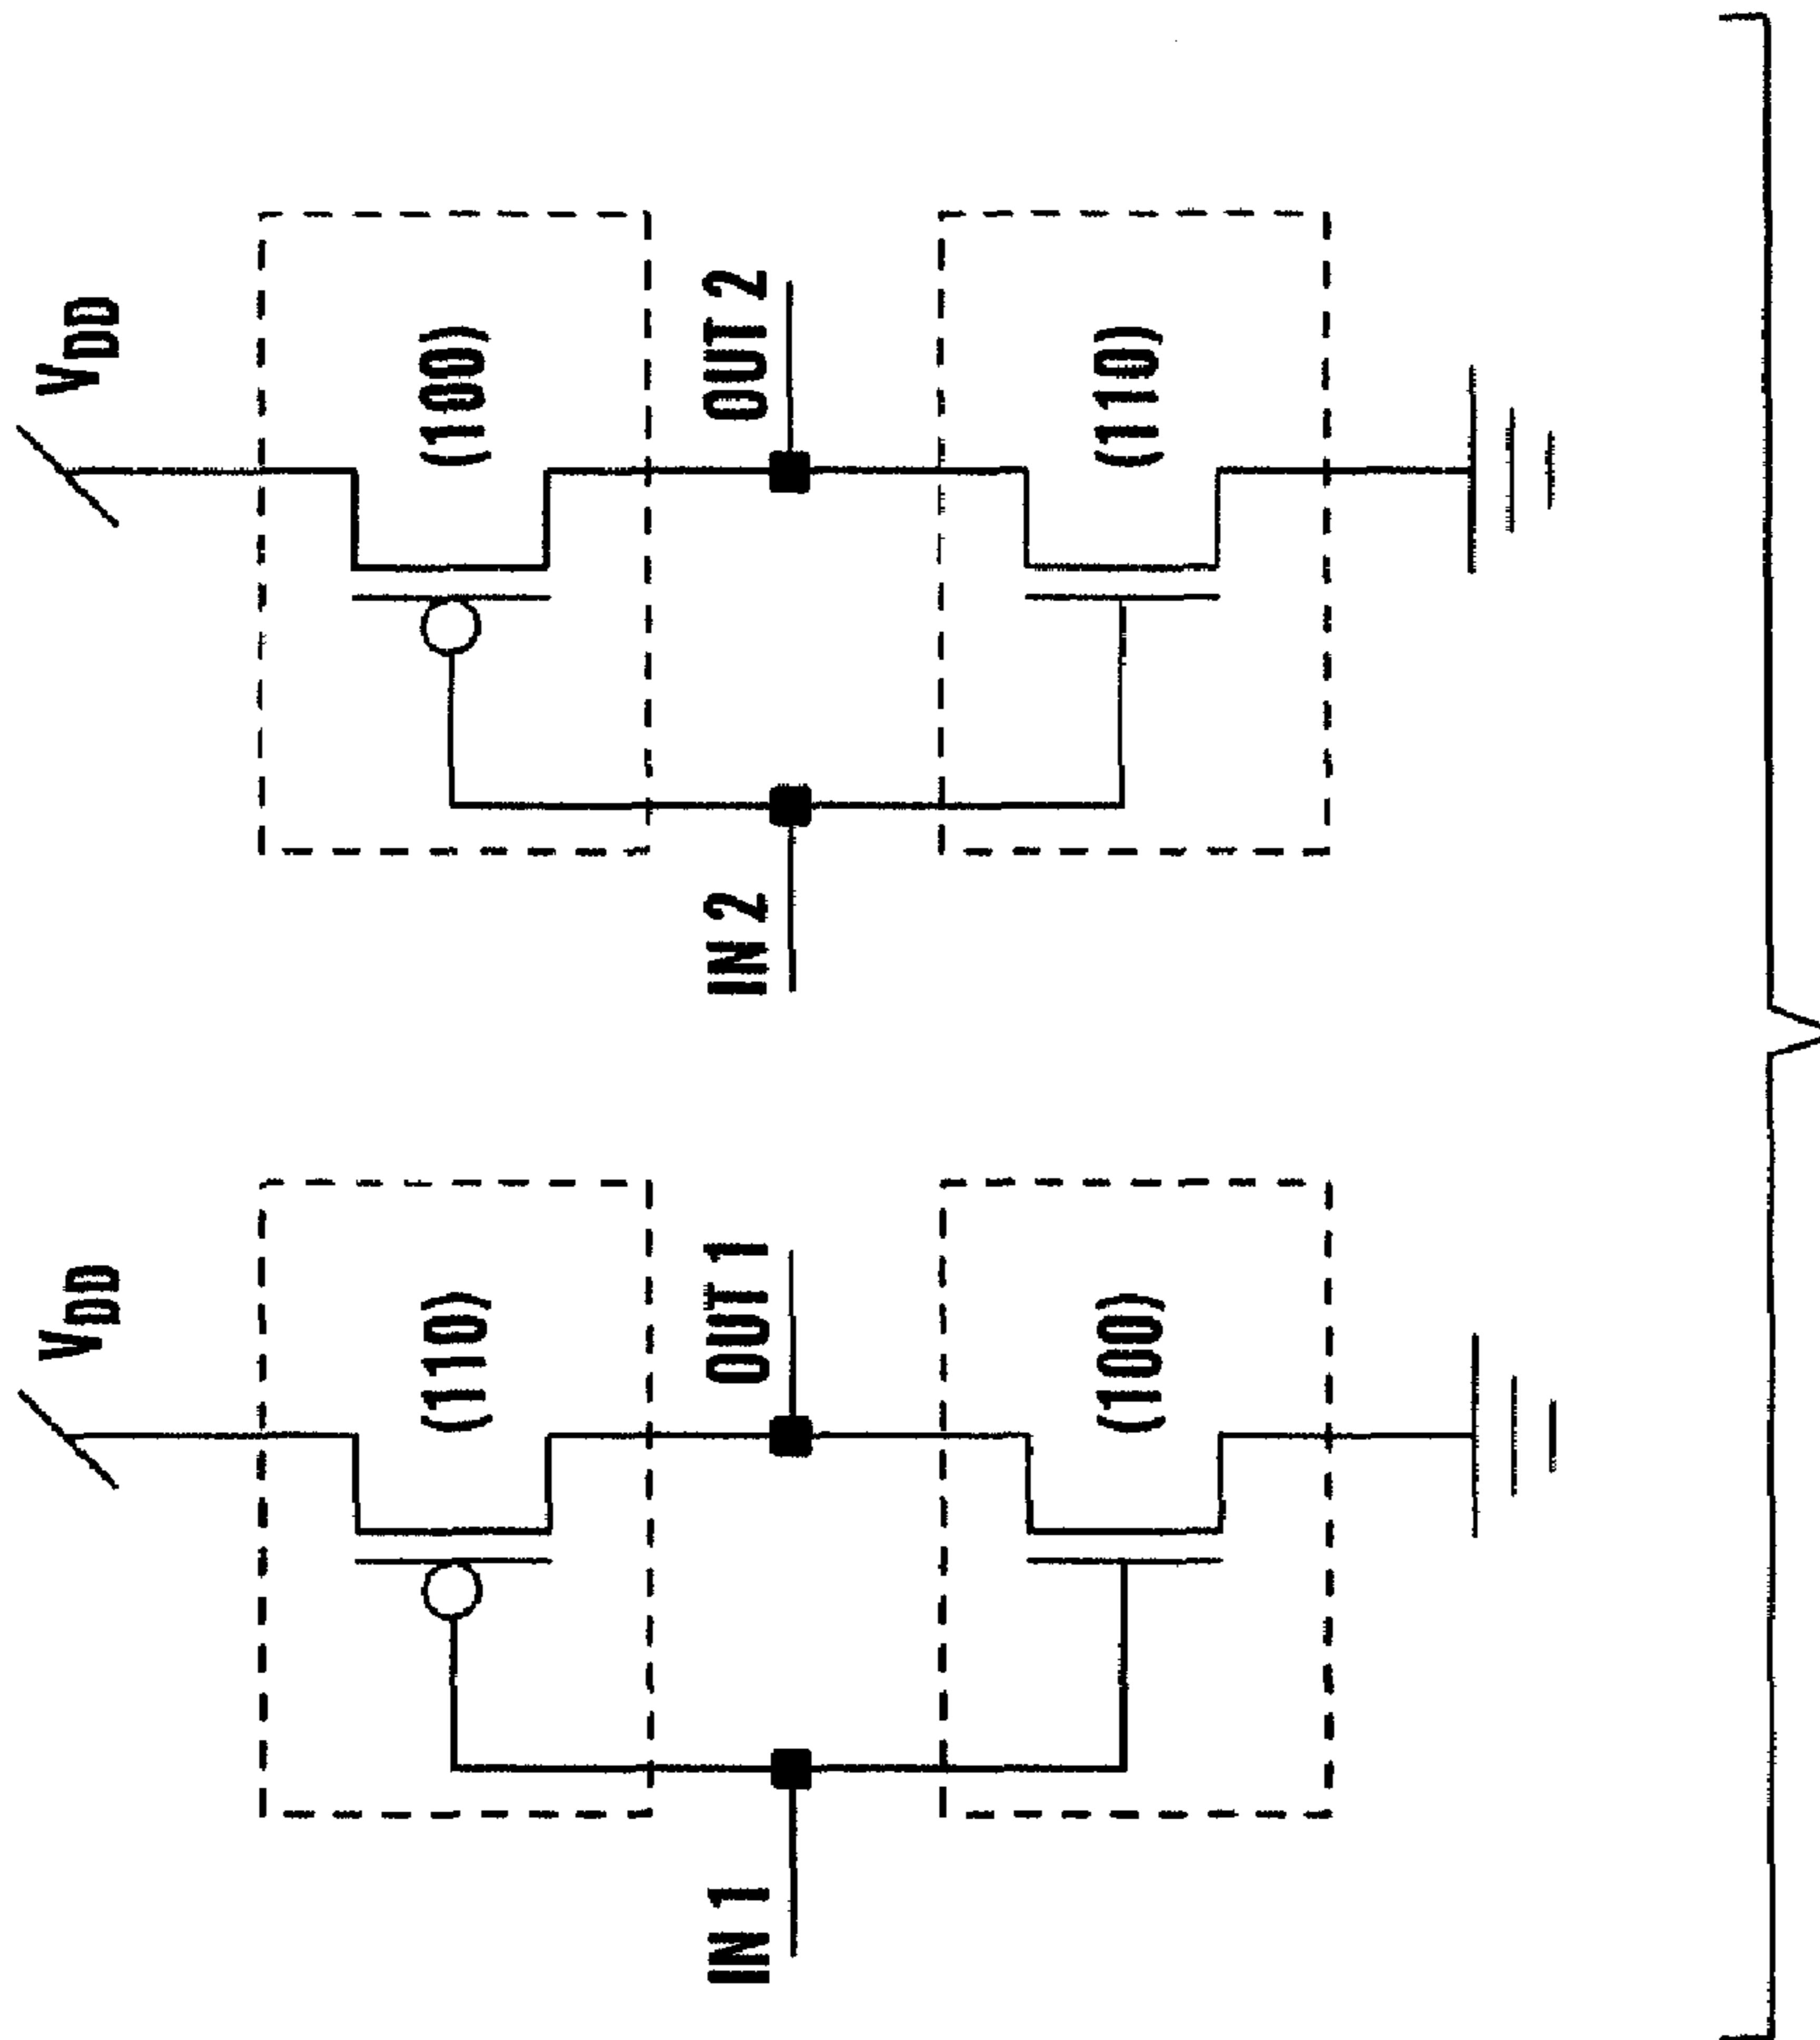 V_DD
(110)
IN 1
OUT 1
(100)
V_DD
(100)
IN 2
OUT 2
(110)